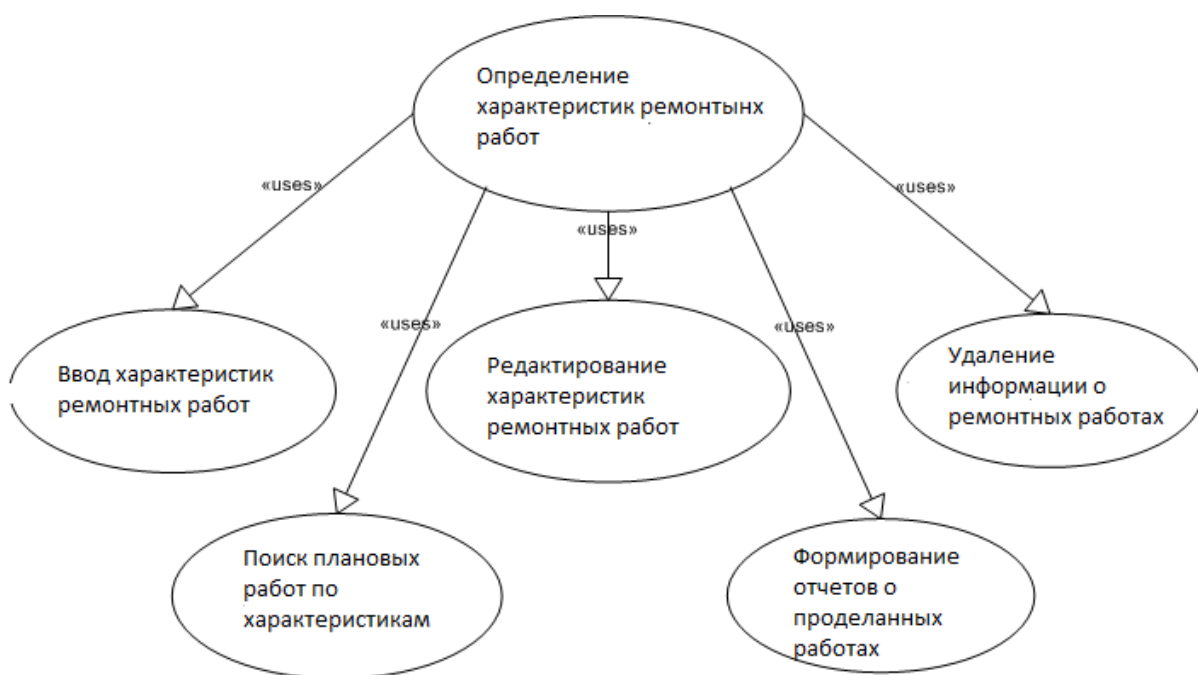 Определение
характеристик ремонтынх
работ
«uses»
«uses»
«uses»
«uses»
«uses»
Ввод характеристик
ремонтных работ
Редактирование
характеристик
ремонтных работ
Удаление
информации о
ремонтных работах
Поиск плановых
работ по
характеристикам
Формирование
отчетов о
проделанных
работах